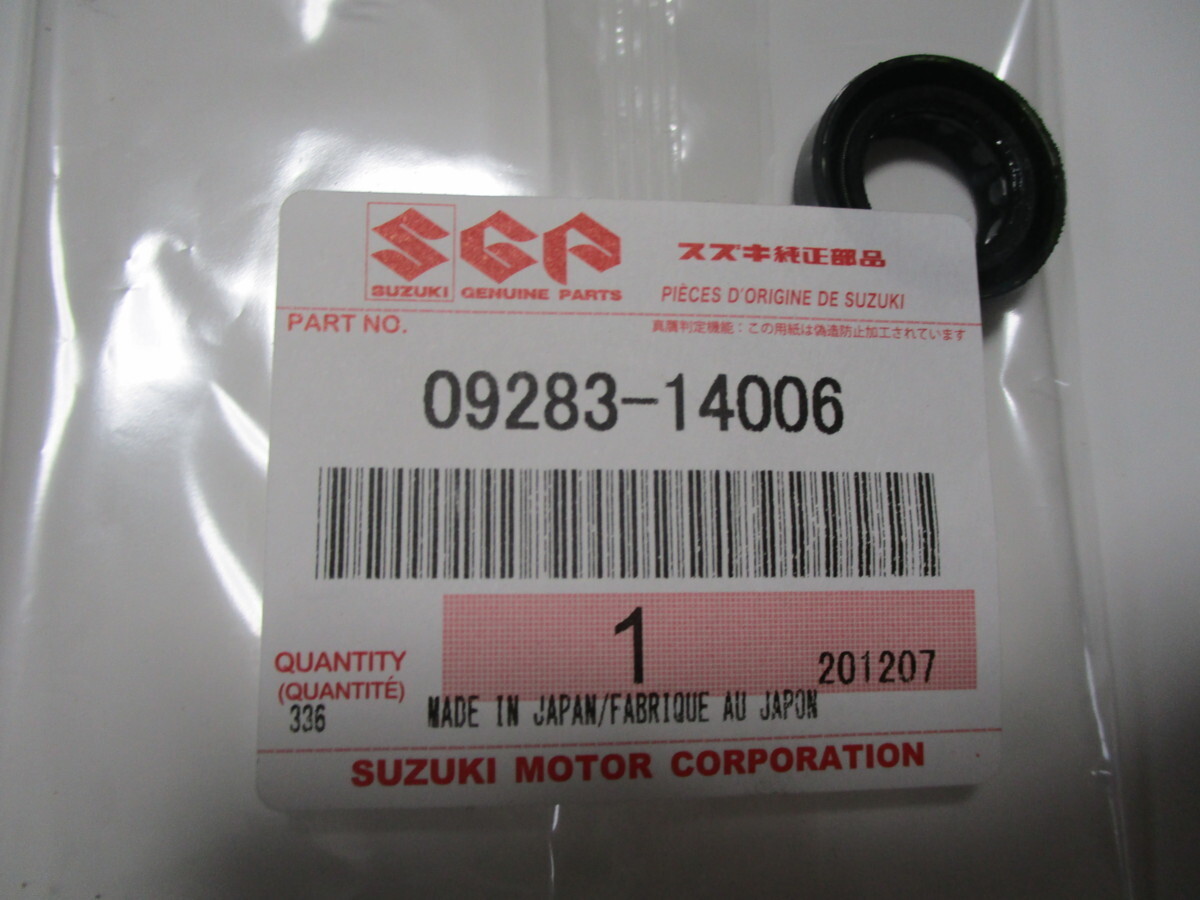 SGP
スズキ純正部品
SUZUKI GENUINE PARTS
PIÈCES D'ORIGINE DE SUZUKI
PART NO.
真贋判定機能：この用紙は偽造防止加工されています
09283-14006
1
201207
QUANTITY
(QUANTITÉ)
336
MADE IN JAPAN/FABRIQUE AU JAPON
SUZUKI MOTOR CORPORATION